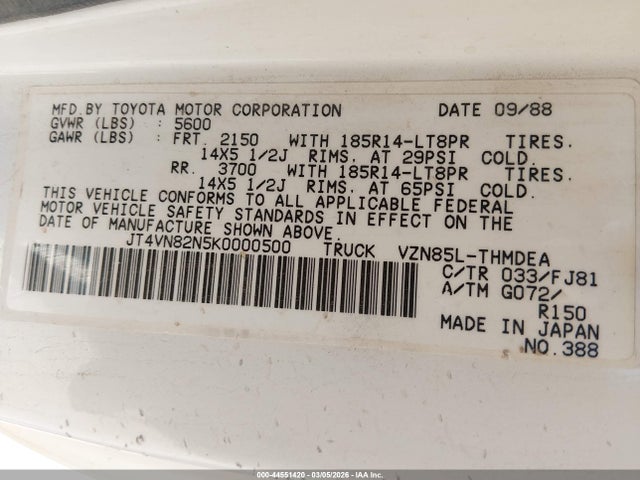 MFD.BY TOYOTA MOTOR CORPORATION DATE 09/88
GVWR (LBS) : 5600
GAWR (LBS) : FRT. 2150 WITH 185R14-LT8PR TIRES.
14X5 1/2J RIMS. AT 29PSI COLD.
RR. 3700 WITH 185R14-LT8PR TIRES.
14X5 1/2J RIMS. AT 65PSI COLD.
THIS VEHICLE CONFORMS TO ALL APPLICABLE FEDERAL
MOTOR VEHICLE SAFETY STANDARDS IN EFFECT ON THE
DATE OF MANUFACTURE SHOWN ABOVE.
JT4VN82N5K0000500 TRUCK VZN85L-THMDEA
C/TR 033/FJ81
A/TM G072/
R150
MADE IN JAPAN
NO.388
000-44551420 - 03/05/2026 - IAA, Inc.